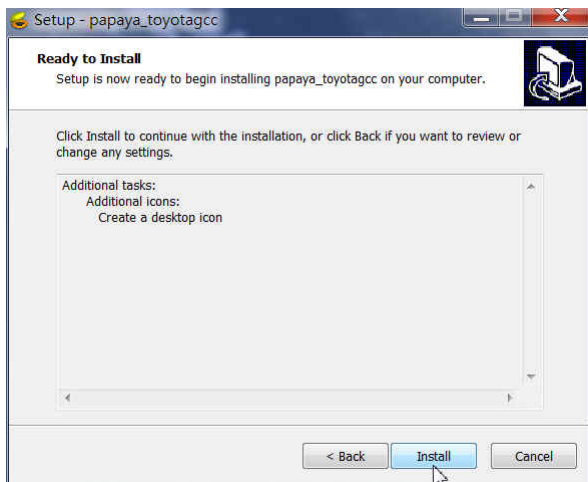 Setup - papaya_toyotagcc
Ready to Install
Setup is now ready to begin installing papaya_toyotagcc on your computer.
Click Install to continue with the installation, or click Back if you want to review or
change any settings.
Additional tasks:
Additional icons:
Create a desktop icon
< Back
Install
Cancel